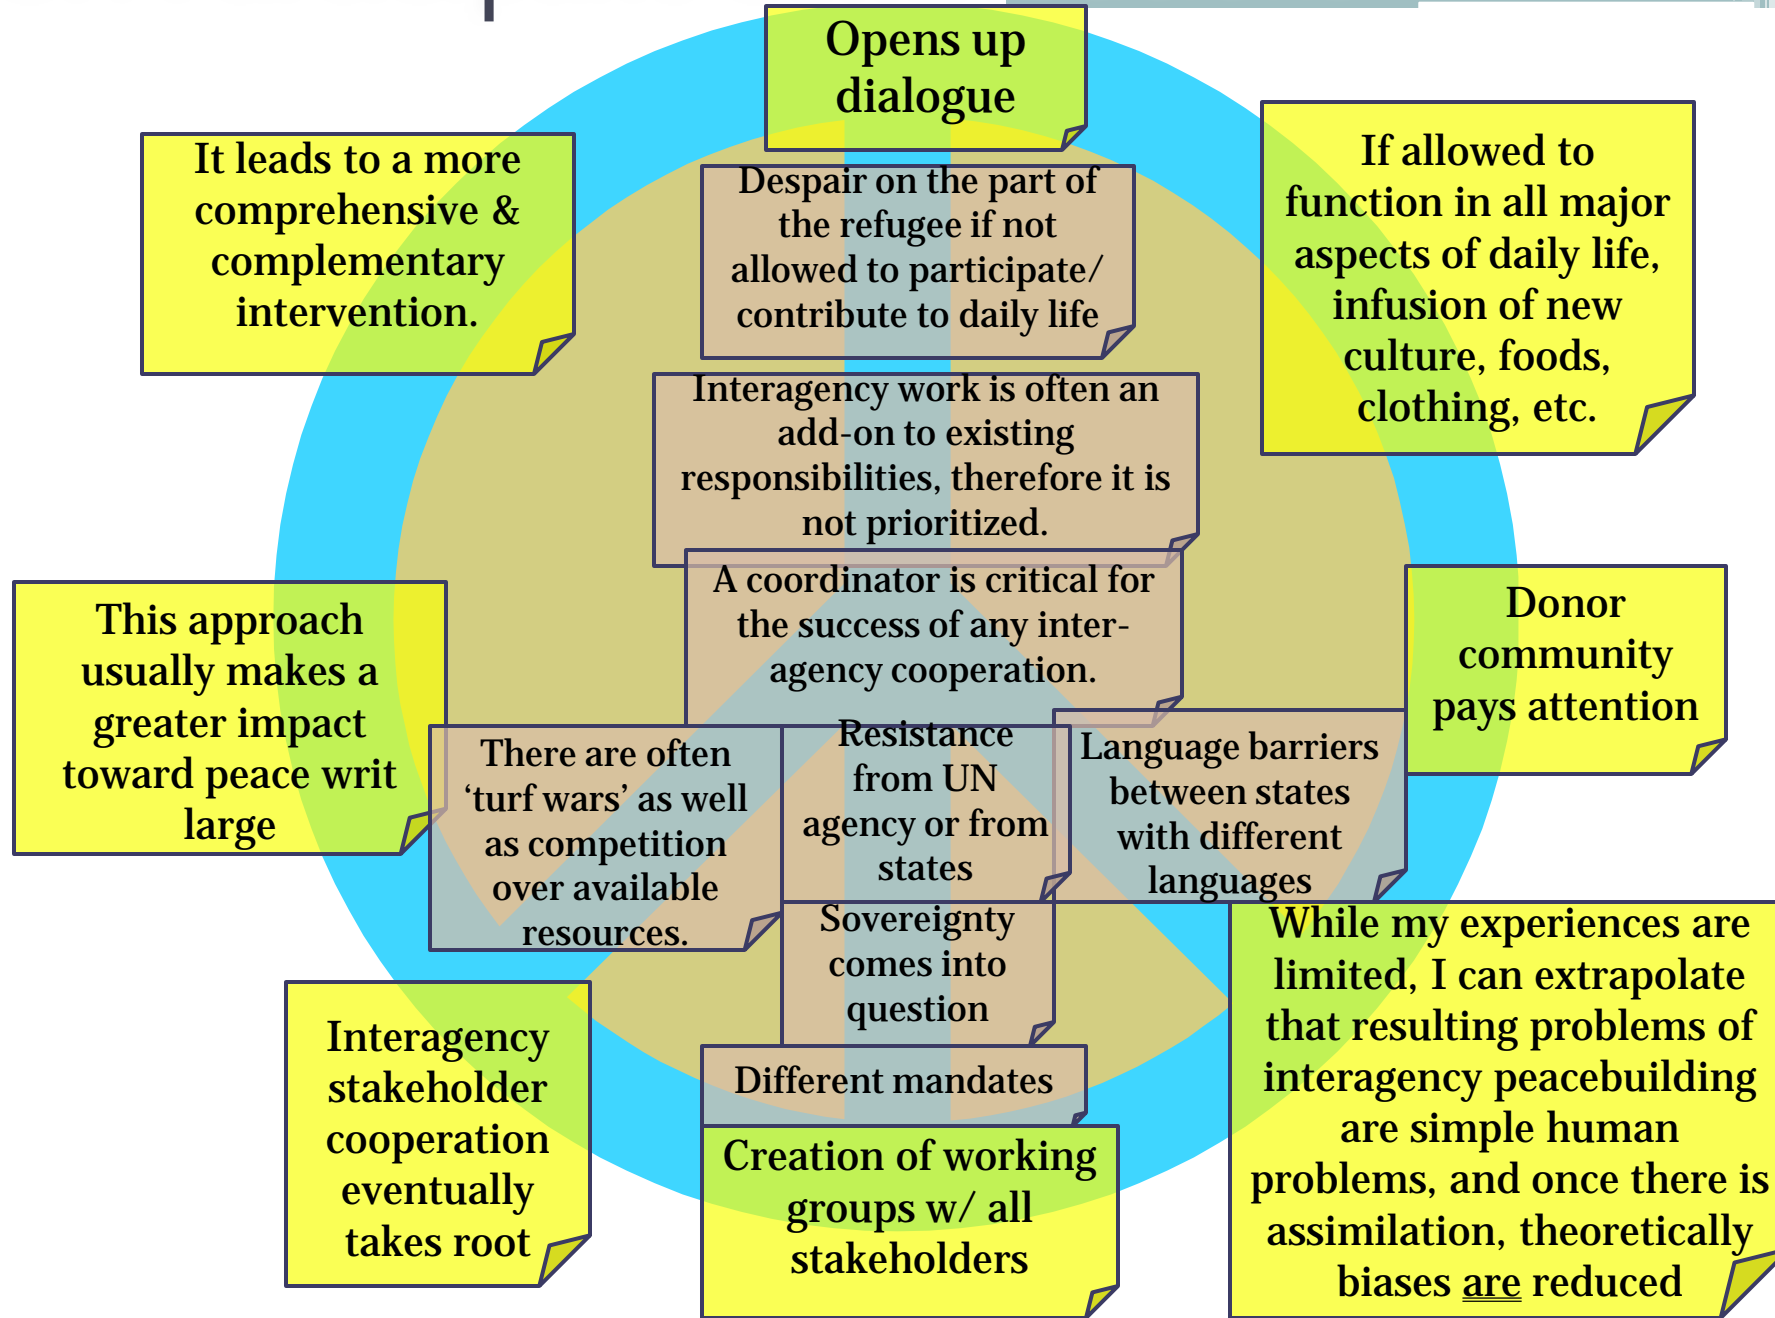 Opens up
dialogue
It leads to a more
comprehensive &
complementary
intervention.
Despair on the part of
the refugee if not
allowed to participate/
contribute to daily life
If allowed to
function in all major
aspects of daily life,
infusion of new
culture, foods,
clothing, etc.
Interagency work is often an
add-on to existing
responsibilities, therefore it is
not prioritized.
A coordinator is critical for
the success of any inter-
agency cooperation.
This approach
usually makes a
greater impact
toward peace writ
large
Donor
community
pays attention
There are often
‘turf wars’ as well
as competition
over available
resources.
Resistance
from UN
agency or from
states
Language barriers
between states
with different
languages
Sovereignty
comes into
question
While my experiences are
limited, I can extrapolate
that resulting problems of
interagency peacebuilding
are simple human
problems, and once there is
assimilation, theoretically
biases are reduced
Interagency
stakeholder
cooperation
eventually
takes root
Different mandates
Creation of working
groups w/ all
stakeholders